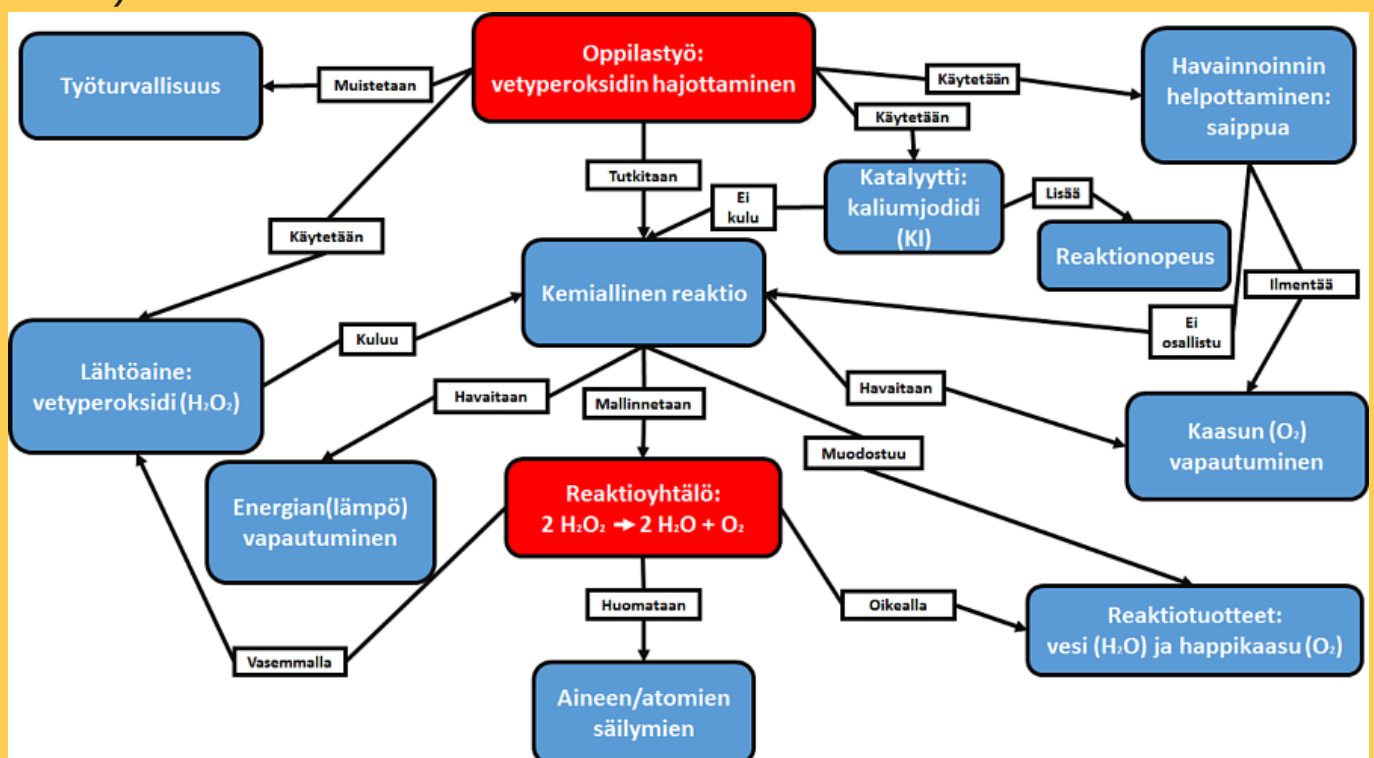 Oppilastyö:
vetyperoksidin hajottaminen
Työturvallisuus
Muistetaan
Käytetään
Havainnoinnin
helpottaminen:
saippua
Käytetään
Tutkitaan
Katalyytti:
kaliumjodidi
(KI)
Ei
kulu
Lisää
Reaktionopeus
Käytetään
Kemiallinen reaktio
Ilmentää
Ei
osallistu
Kuluu
Lähtöaine:
vetyperoksidi (H₂O₂)
Havaitaan
Mallinnetaan
Havaitaan
Muodostuu
Kaasun (O₂)
vapautuminen
Energian(lämpö)
vapautuminen
Reaktioyhtälö:
2 H₂O₂ → 2 H₂O + O₂
Huomataan
Oikealla
Vasemmalla
Reaktiotuotteet:
vesi (H₂O) ja happikaasu (O₂)
Aineen/atomien
säilymien